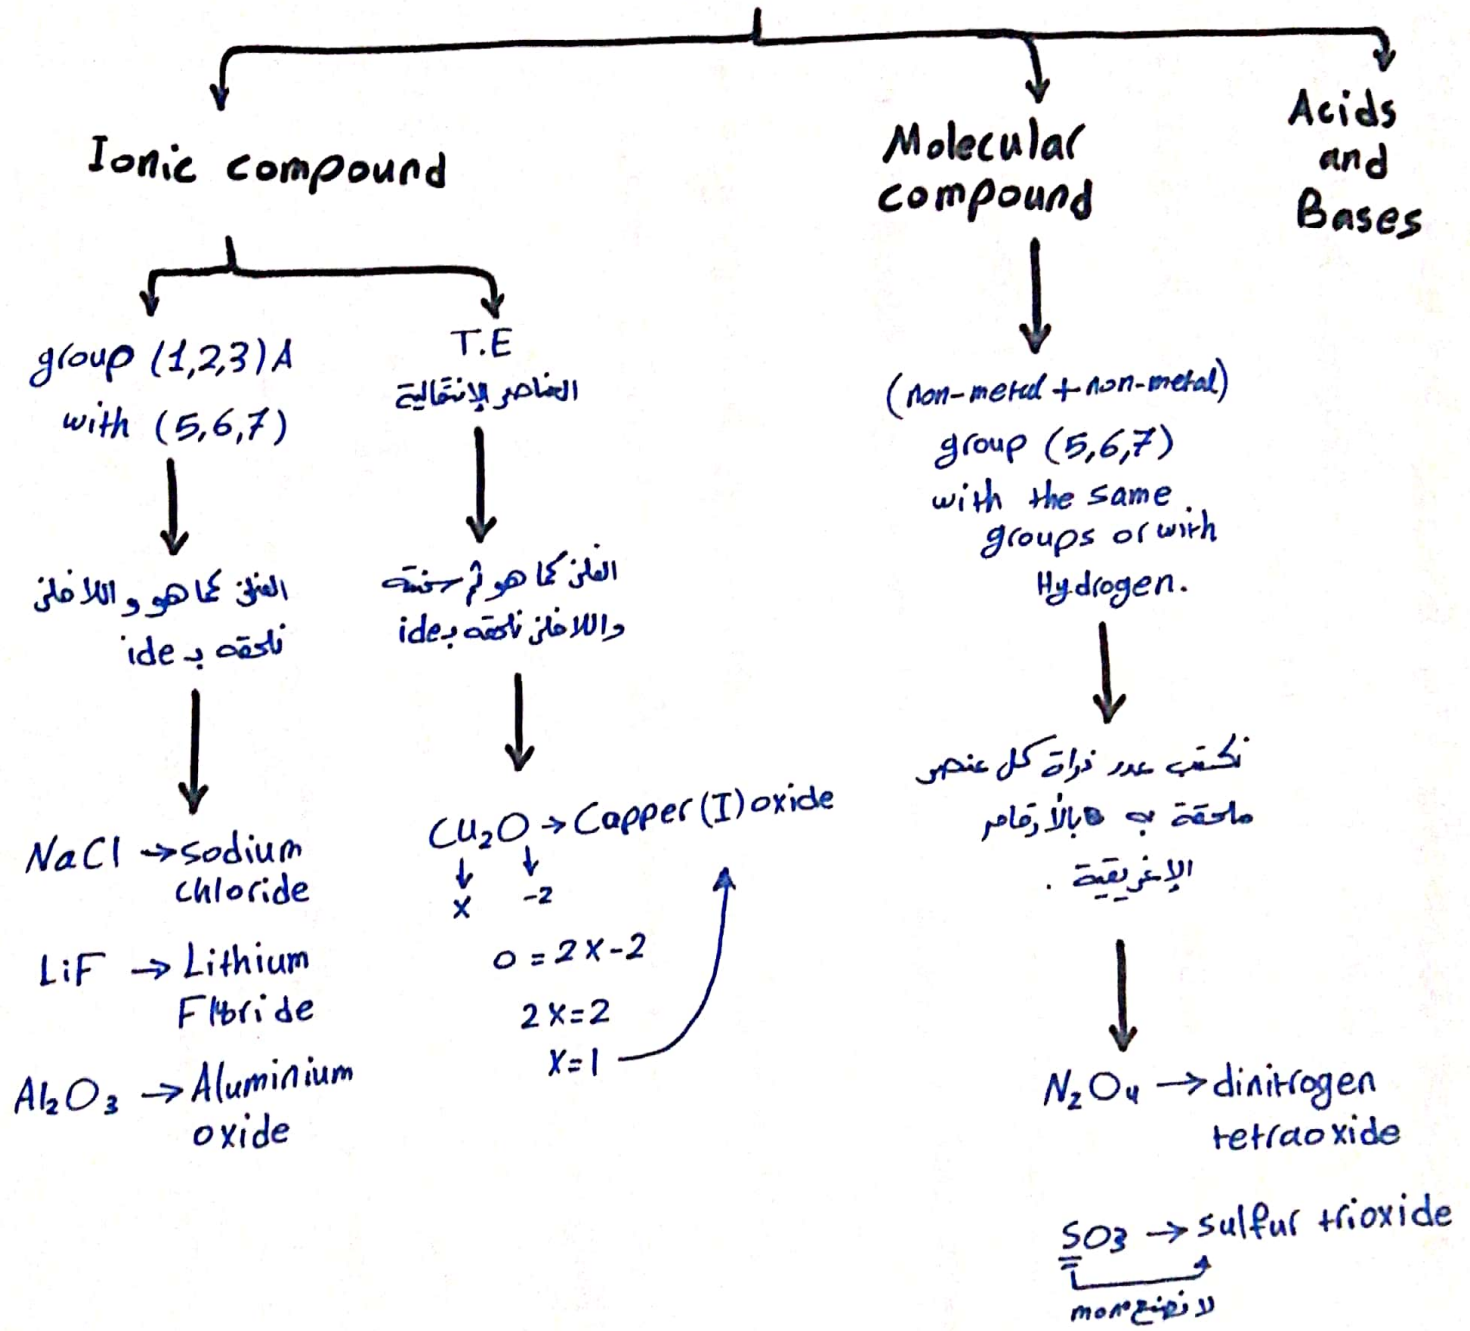 Ionic compound
group (1,2,3) A
with (5,6,7)
الفلز كما هو واللافلز
نلحقه بـ ide
NaCl → sodium
chloride
LiF → Lithium
Al₂O₃ → Aluminium
oxide
T.E
العناصر الإنتقالية
الفلز كما هو ثم شحنته
واللافلز نلحقه بـ ide
Cu₂O → Capper (I) oxide
x -2
0 = 2x-2
2x=2
x=1
Molecular
compound
(non-metal + non-metal)
group (5,6,7)
with the same
groups or with
Hydrogen.
نكتب عدد ذراة كل عنصر
ملحقة به بالأرقام
الإغريقية .
N₂O₄ → dinitrogen
tetraoxide
SO₃ → sulfur trioxide
لا نضع mono
Acids
and
Bases